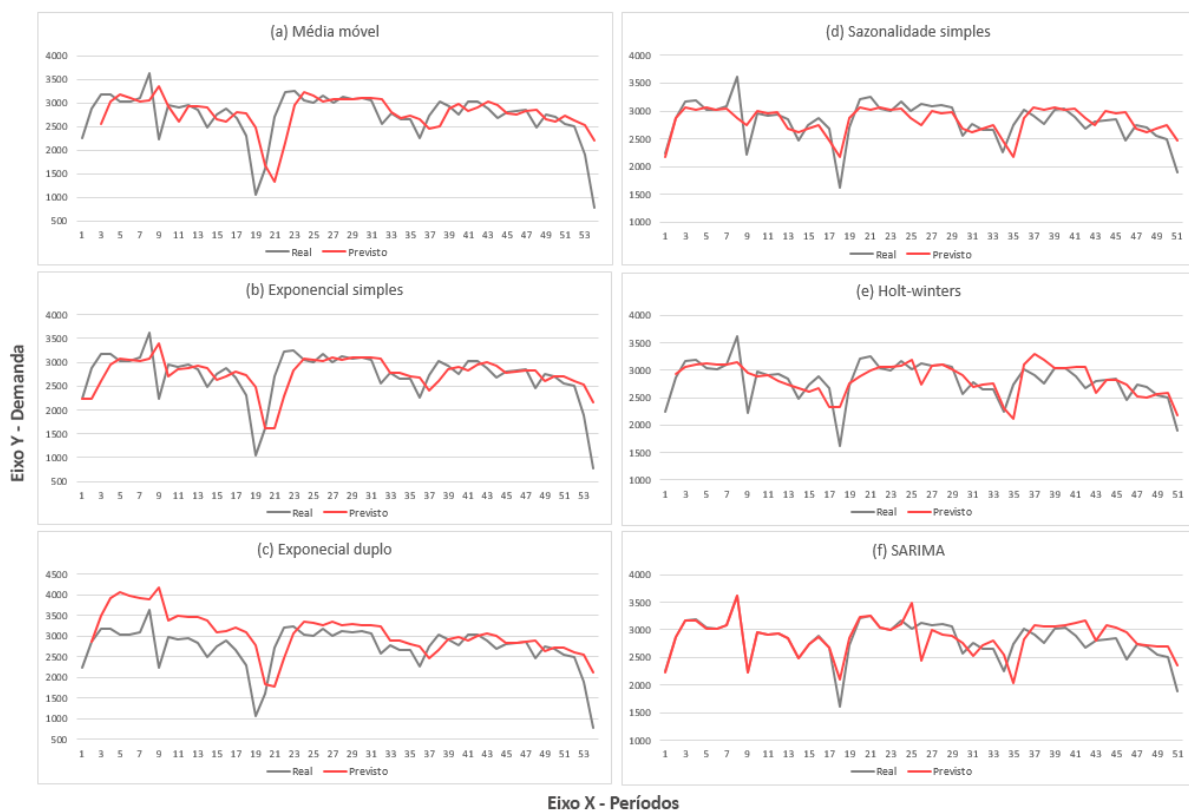 (a) Média móvel
4000
3500
3000
2500
2000
1500
1000
500
1 3 5 7 9 11 13 15 17 19 21 23 25 27 29 31 33 35 37 39 41 43 45 47 49 51 53
Real Previsto
(b) Exponencial simples
4000
3500
3000
2500
2000
1500
1000
500
1 3 5 7 9 11 13 15 17 19 21 23 25 27 29 31 33 35 37 39 41 43 45 47 49 51 53
Real Previsto
(c) Exponecial duplo
4500
4000
3500
3000
2500
2000
1500
1000
500
1 3 5 7 9 11 13 15 17 19 21 23 25 27 29 31 33 35 37 39 41 43 45 47 49 51 53
Real Previsto
(d) Sazonalidade simples
4000
3500
3000
2500
2000
1500
1000
1 3 5 7 9 11 13 15 17 19 21 23 25 27 29 31 33 35 37 39 41 43 45 47 49 51
Real Previsto
(e) Holt-winters
4000
3500
3000
2500
2000
1500
1000
1 3 5 7 9 11 13 15 17 19 21 23 25 27 29 31 33 35 37 39 41 43 45 47 49 51
Real Previsto
(f) SARIMA
4000
3500
3000
2500
2000
1500
1000
1 3 5 7 9 11 13 15 17 19 21 23 25 27 29 31 33 35 37 39 41 43 45 47 49 51
Real Previsto
Eixo Y - Demanda
Eixo X - Períodos